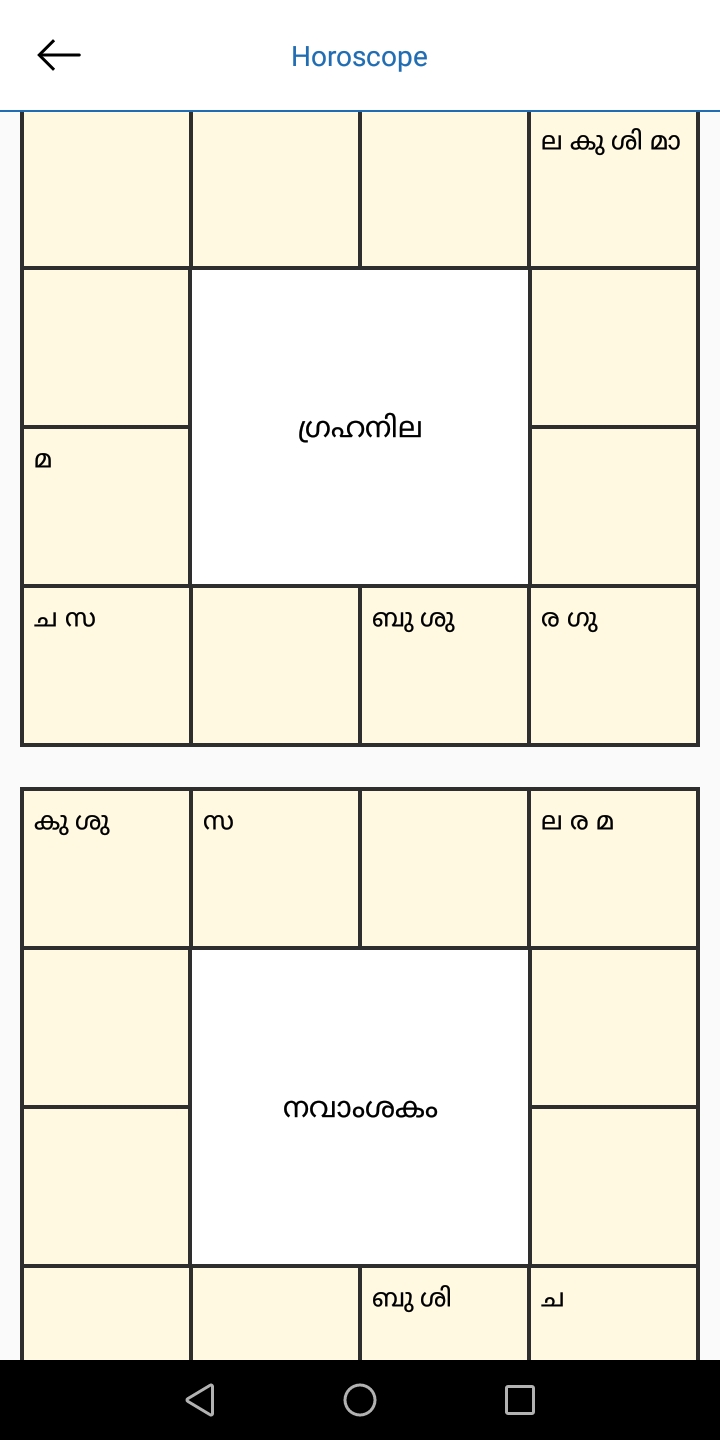 Horoscope
ല കു ശി മാ
ഗ്രഹനില
മ
ച സ
ബു ശു
ര ഗു
കു ശു
സ
ല ര മ
നവാംശകം
ബു ശി
ച